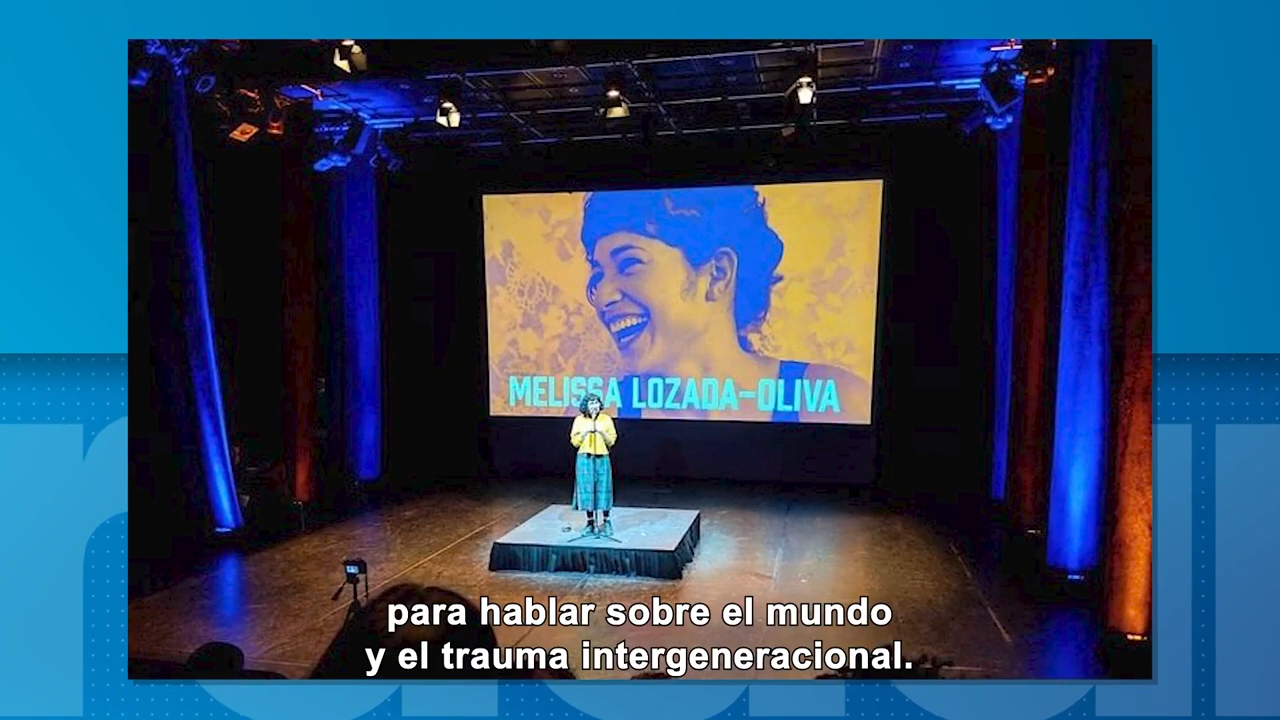 MELISSA LOZADA-OLIVA
para hablar sobre el mundo
y el trauma intergeneracional.